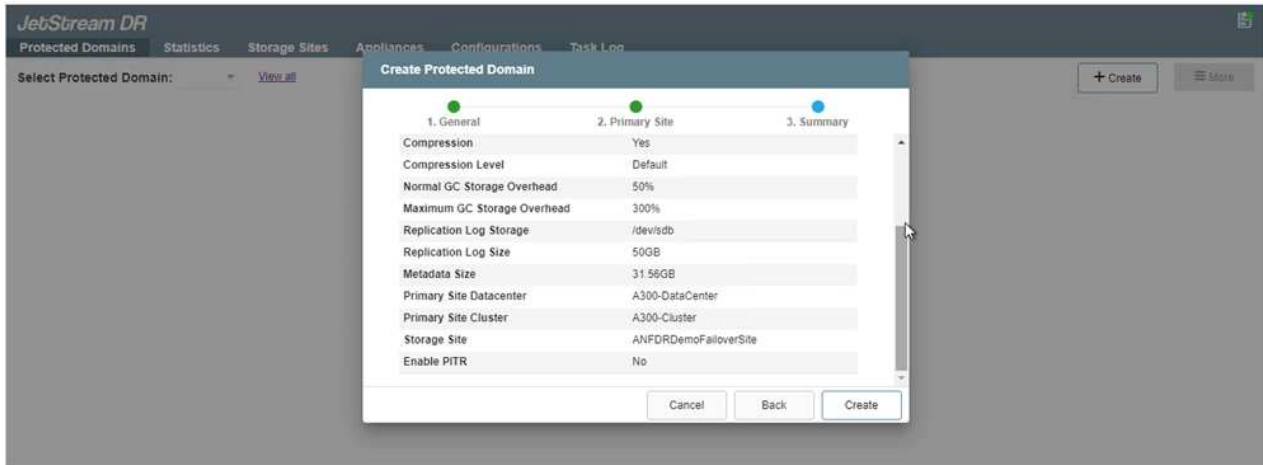 JetStream DR
Protected Domains Statistics Storage Sites Appliances Configurations Task Log
Select Protected Domain: View all
+ Create More
Create Protected Domain
1. General 2. Primary Site 3. Summary
Compression Yes
Compression Level Default
Normal GC Storage Overhead 50%
Maximum GC Storage Overhead 300%
Replication Log Storage /dev/sdb
Replication Log Size 50GB
Metadata Size 31.56GB
Primary Site Datacenter A300-DataCenter
Primary Site Cluster A300-Cluster
Storage Site ANFDRDemoFailoverSite
Enable PITR No
Cancel Back Create